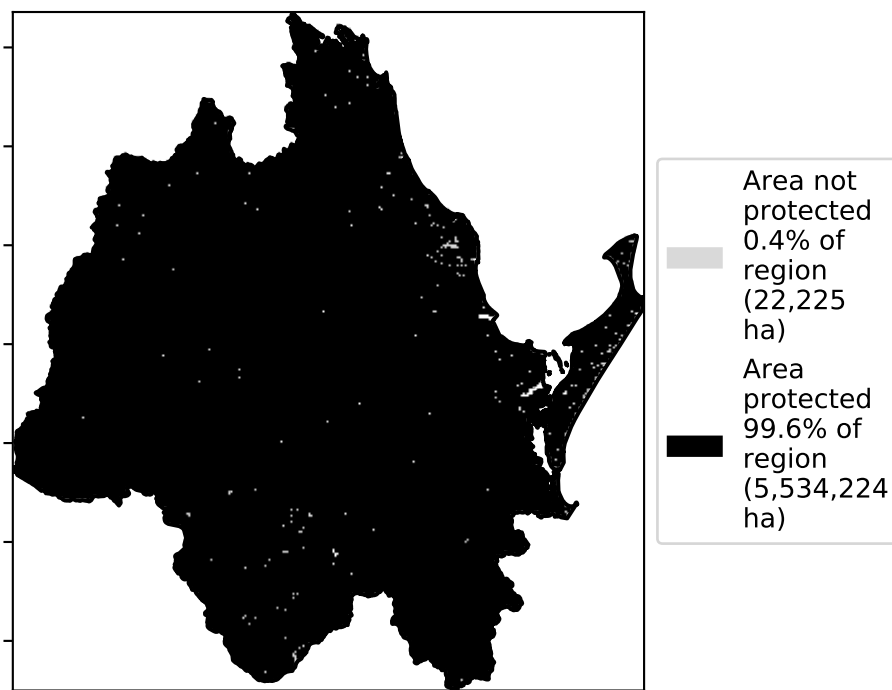 Area not
protected
0.4% of
region
(22,225
ha)
Area
protected
99.6% of
region
(5,534,224
ha)